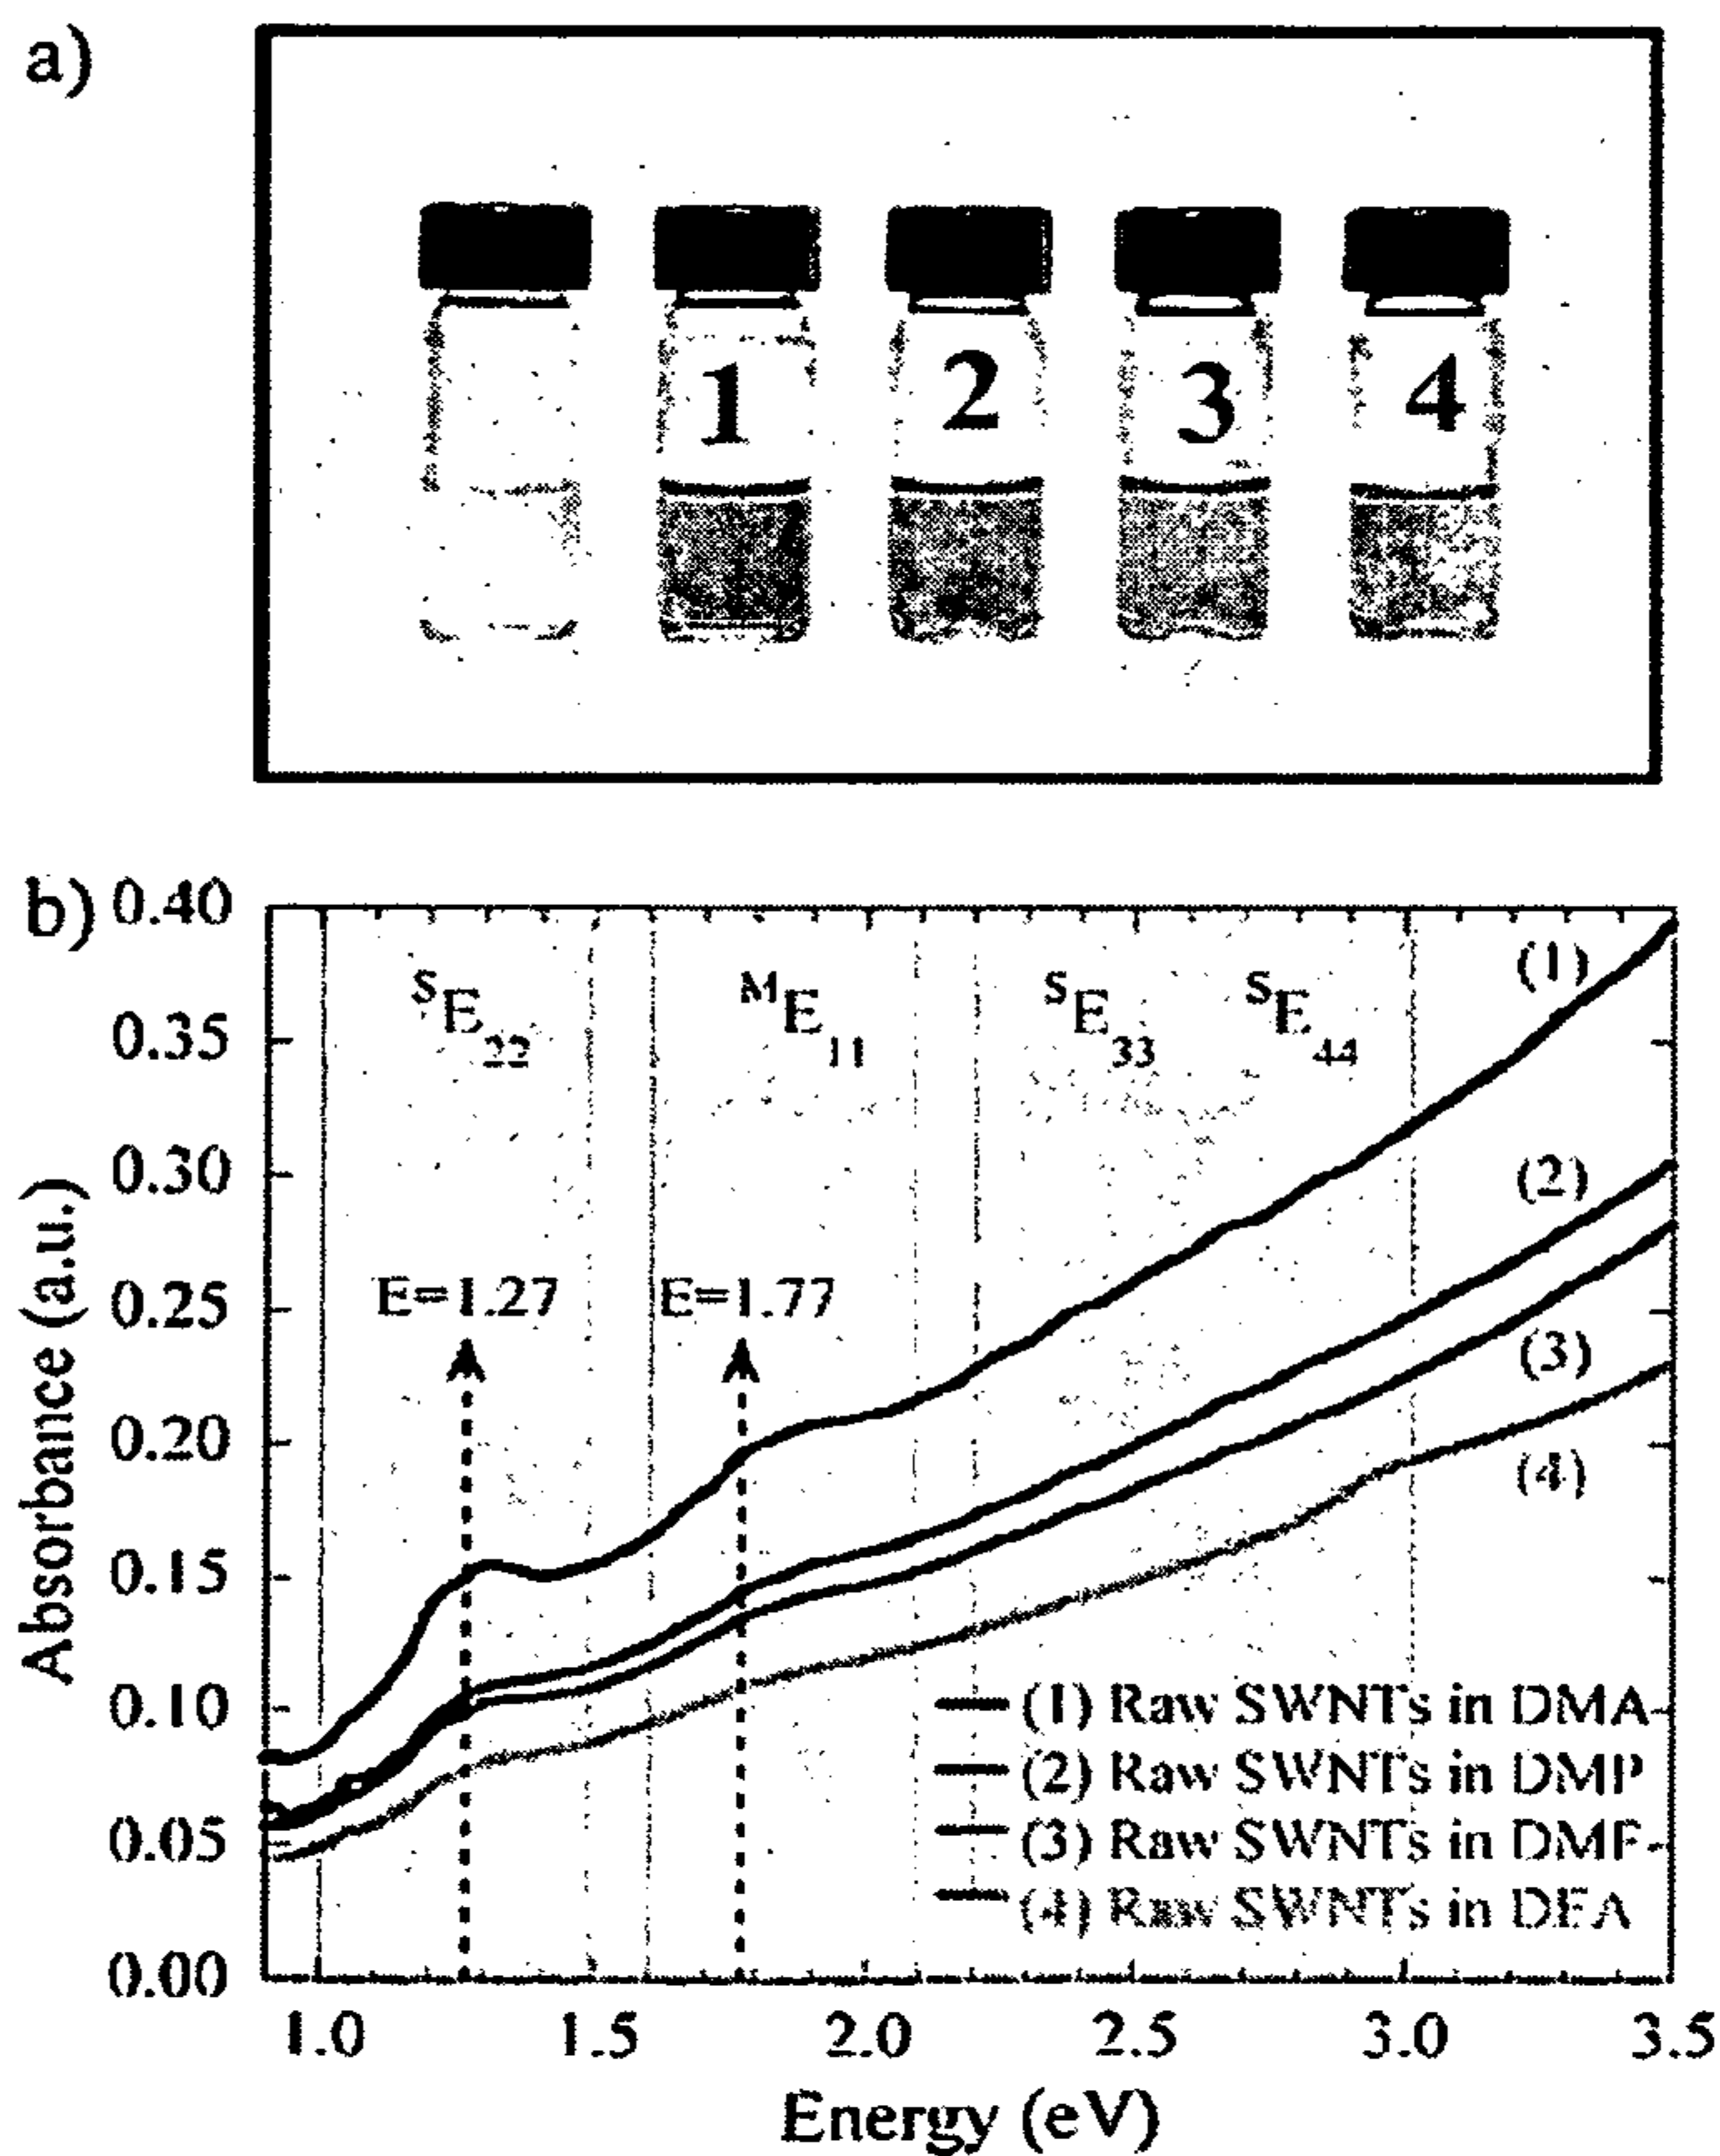 a)
1 2 3 4
b)
0.40
0.35
0.30
0.25
0.20
0.15
0.10
0.05
0.00
Absorbance (a.u.)
SE22 ME11 SE33 SE44
E=1.27 E=1.77
(1)
(2)
(3)
(4)
(1) Raw SWNTs in DMA
(2) Raw SWNTs in DMP
(3) Raw SWNTs in DMF
(4) Raw SWNTs in DEA
1.0 1.5 2.0 2.5 3.0 3.5
Energy (eV)